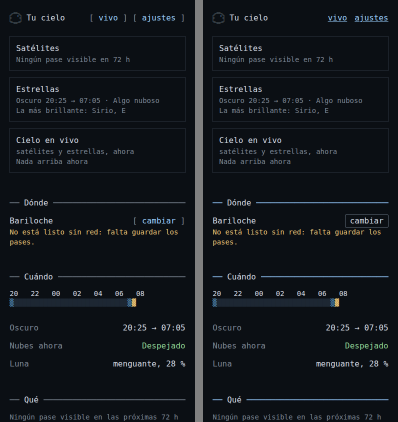 Tu cielo [ vivo ] [ ajustes ]
Satélites
Ningún pase visible en 72 h
Estrellas
Oscuro 20:25 → 07:05 · Algo nuboso
La más brillante: Sirio, E
Cielo en vivo
satélites y estrellas, ahora
Nada arriba ahora
Dónde
Bariloche [ cambiar ]
No está listo sin red: falta guardar los
pases.
Cuándo
20 22 00 02 04 06 08
Oscuro 20:25 → 07:05
Nubes ahora Despejado
Luna menguante, 28 %
Qué
Ningún pase visible en las próximas 72 h
Tu cielo vivo ajustes
Satélites
Ningún pase visible en 72 h
Estrellas
Oscuro 20:25 → 07:05 · Algo nuboso
La más brillante: Sirio, E
Cielo en vivo
satélites y estrellas, ahora
Nada arriba ahora
Dónde
Bariloche cambiar
No está listo sin red: falta guardar los
pases.
Cuándo
20 22 00 02 04 06 08
Oscuro 20:25 → 07:05
Nubes ahora Despejado
Luna menguante, 28 %
Qué
Ningún pase visible en las próximas 72 h